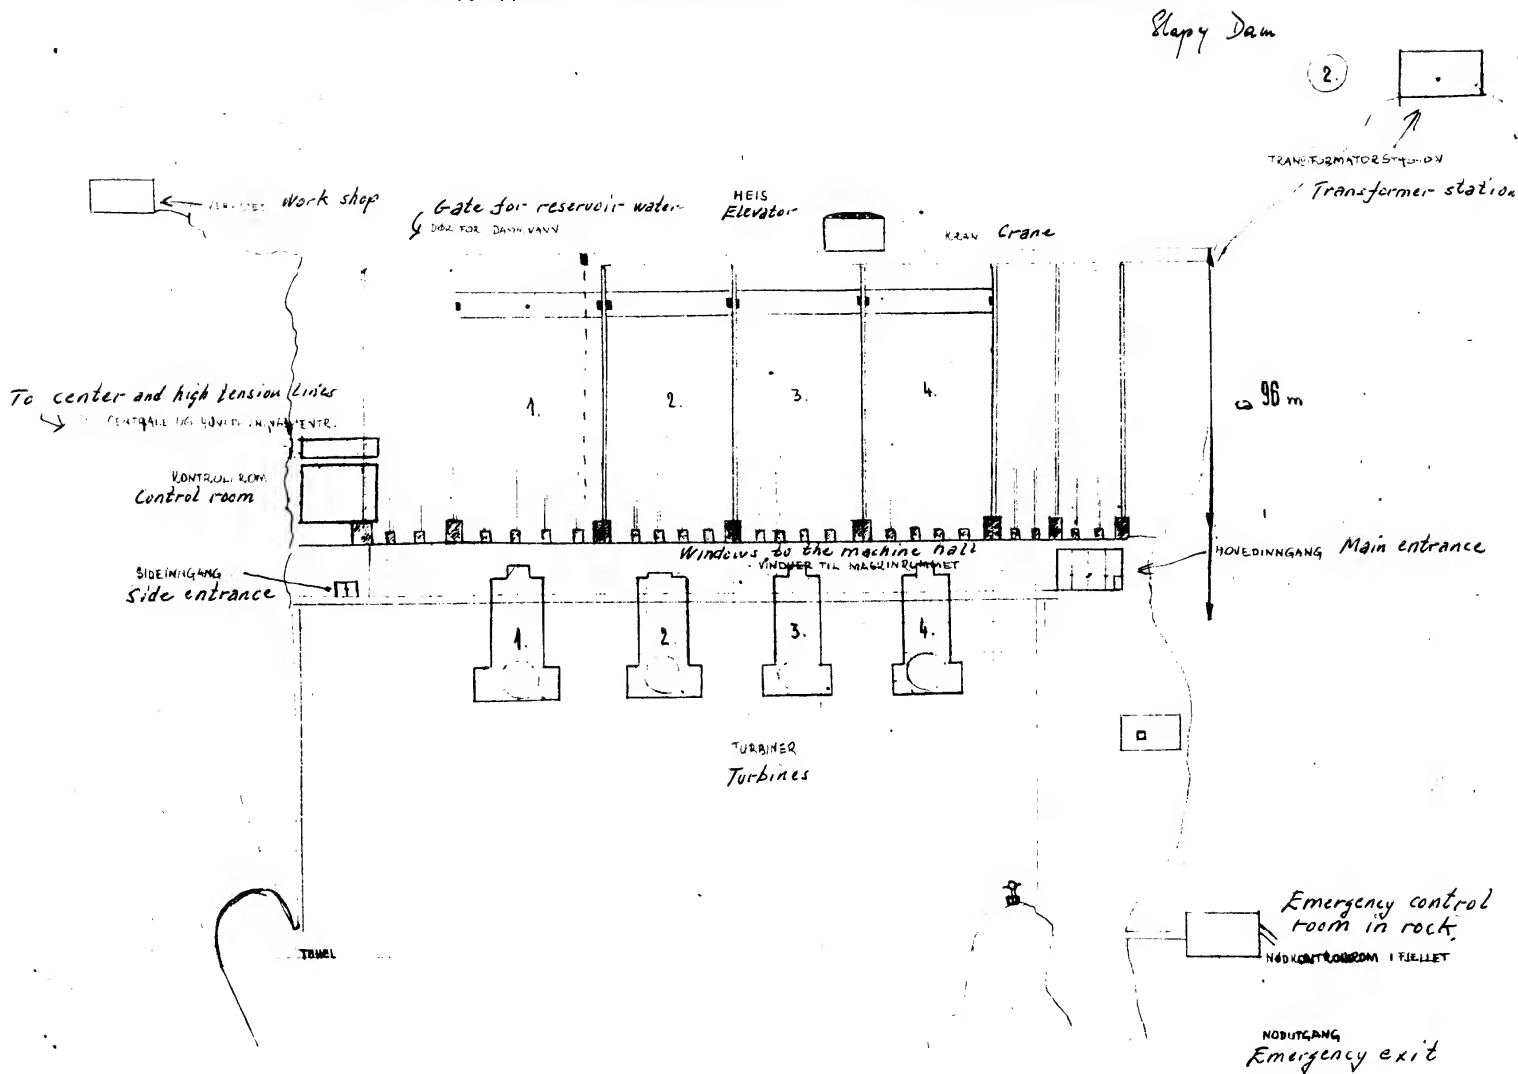 Slapy Dam
2.
Transformer station
Work shop
Gate for reservoir water
DØR FOR DAMVANN
HEIS
Elevator
KRAN Crane
To center and high tension lines
1.
2.
3.
4.
ca 96 m
KONTROLLROM
Control room
Windows to the machine hall
VINDUER TIL MASKINRUMMET
HOVEDINNGANG Main entrance
SIDEINNGANG
Side entrance
1.
2.
3.
4.
TURBINER
Turbines
Emergency control
room in rock
NØDKONTROLLROM I FJELLET
TUNEL
NODUTGANG
Emergency exit